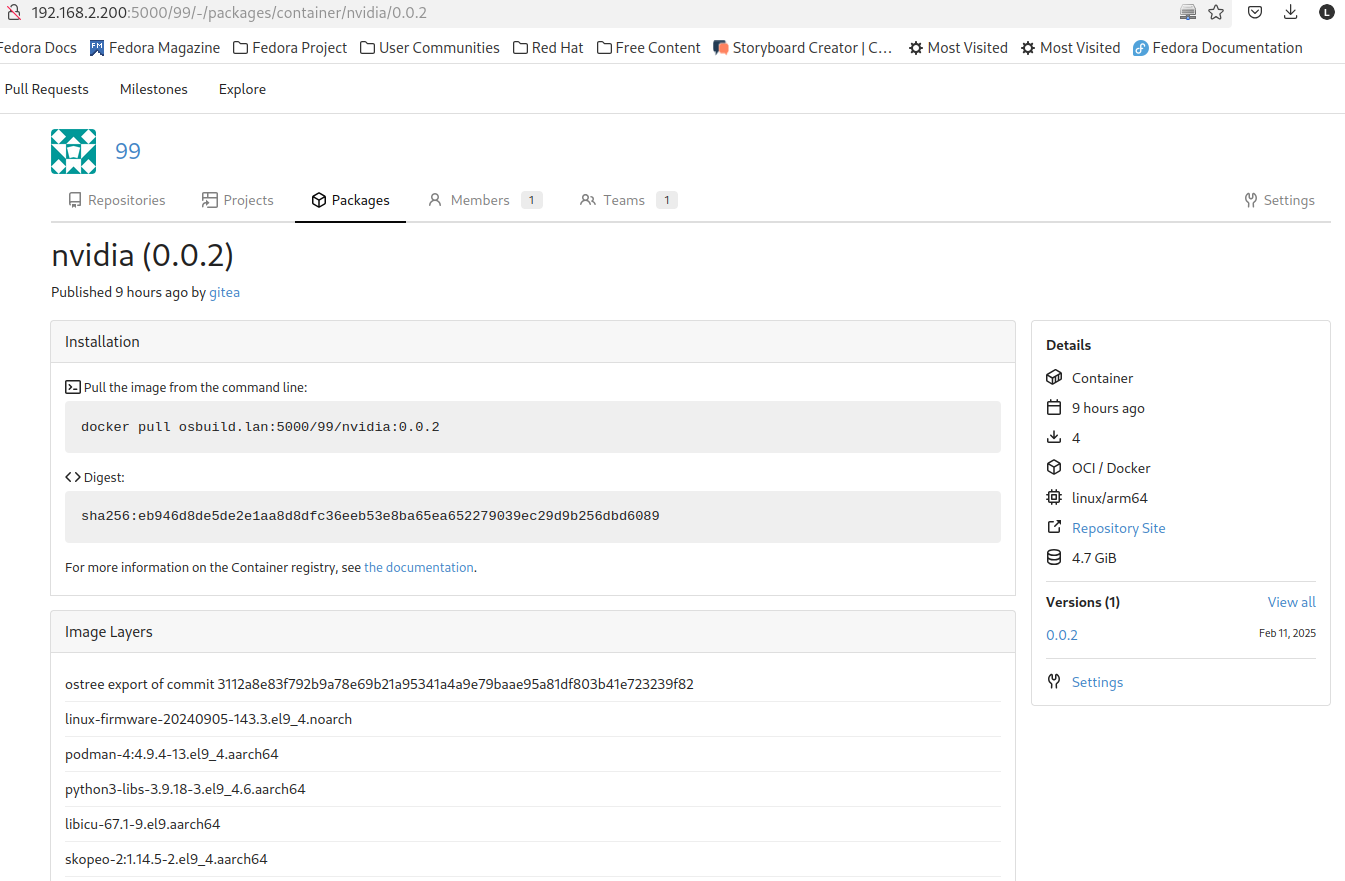 192.168.2.200:5000/99/-/packages/container/nvidia/0.0.2
L
Fedora Docs FM Fedora Magazine Fedora Project User Communities Red Hat Free Content Storyboard Creator | C… Most Visited Most Visited Fedora Documentation
Pull Requests Milestones Explore
99
Repositories Projects Packages Members 1 Teams 1 Settings
nvidia (0.0.2)
Published 9 hours ago by gitea
Installation
Pull the image from the command line:
docker pull osbuild.lan:5000/99/nvidia:0.0.2
Digest:
sha256:eb946d8de5de2e1aa8d8dfc36eeb53e8ba65ea652279039ec29d9b256dbd6089
For more information on the Container registry, see the documentation.
Image Layers
ostree export of commit 3112a8e83f792b9a78e69b21a95341a4a9e79baae95a81df803b41e723239f82
linux-firmware-20240905-143.3.el9_4.noarch
podman-4:4.9.4-13.el9_4.aarch64
python3-libs-3.9.18-3.el9_4.6.aarch64
libicu-67.1-9.el9.aarch64
skopeo-2:1.14.5-2.el9_4.aarch64
Details
Container
9 hours ago
4
OCI / Docker
linux/arm64
Repository Site
4.7 GiB
Versions (1) View all
0.0.2 Feb 11, 2025
Settings